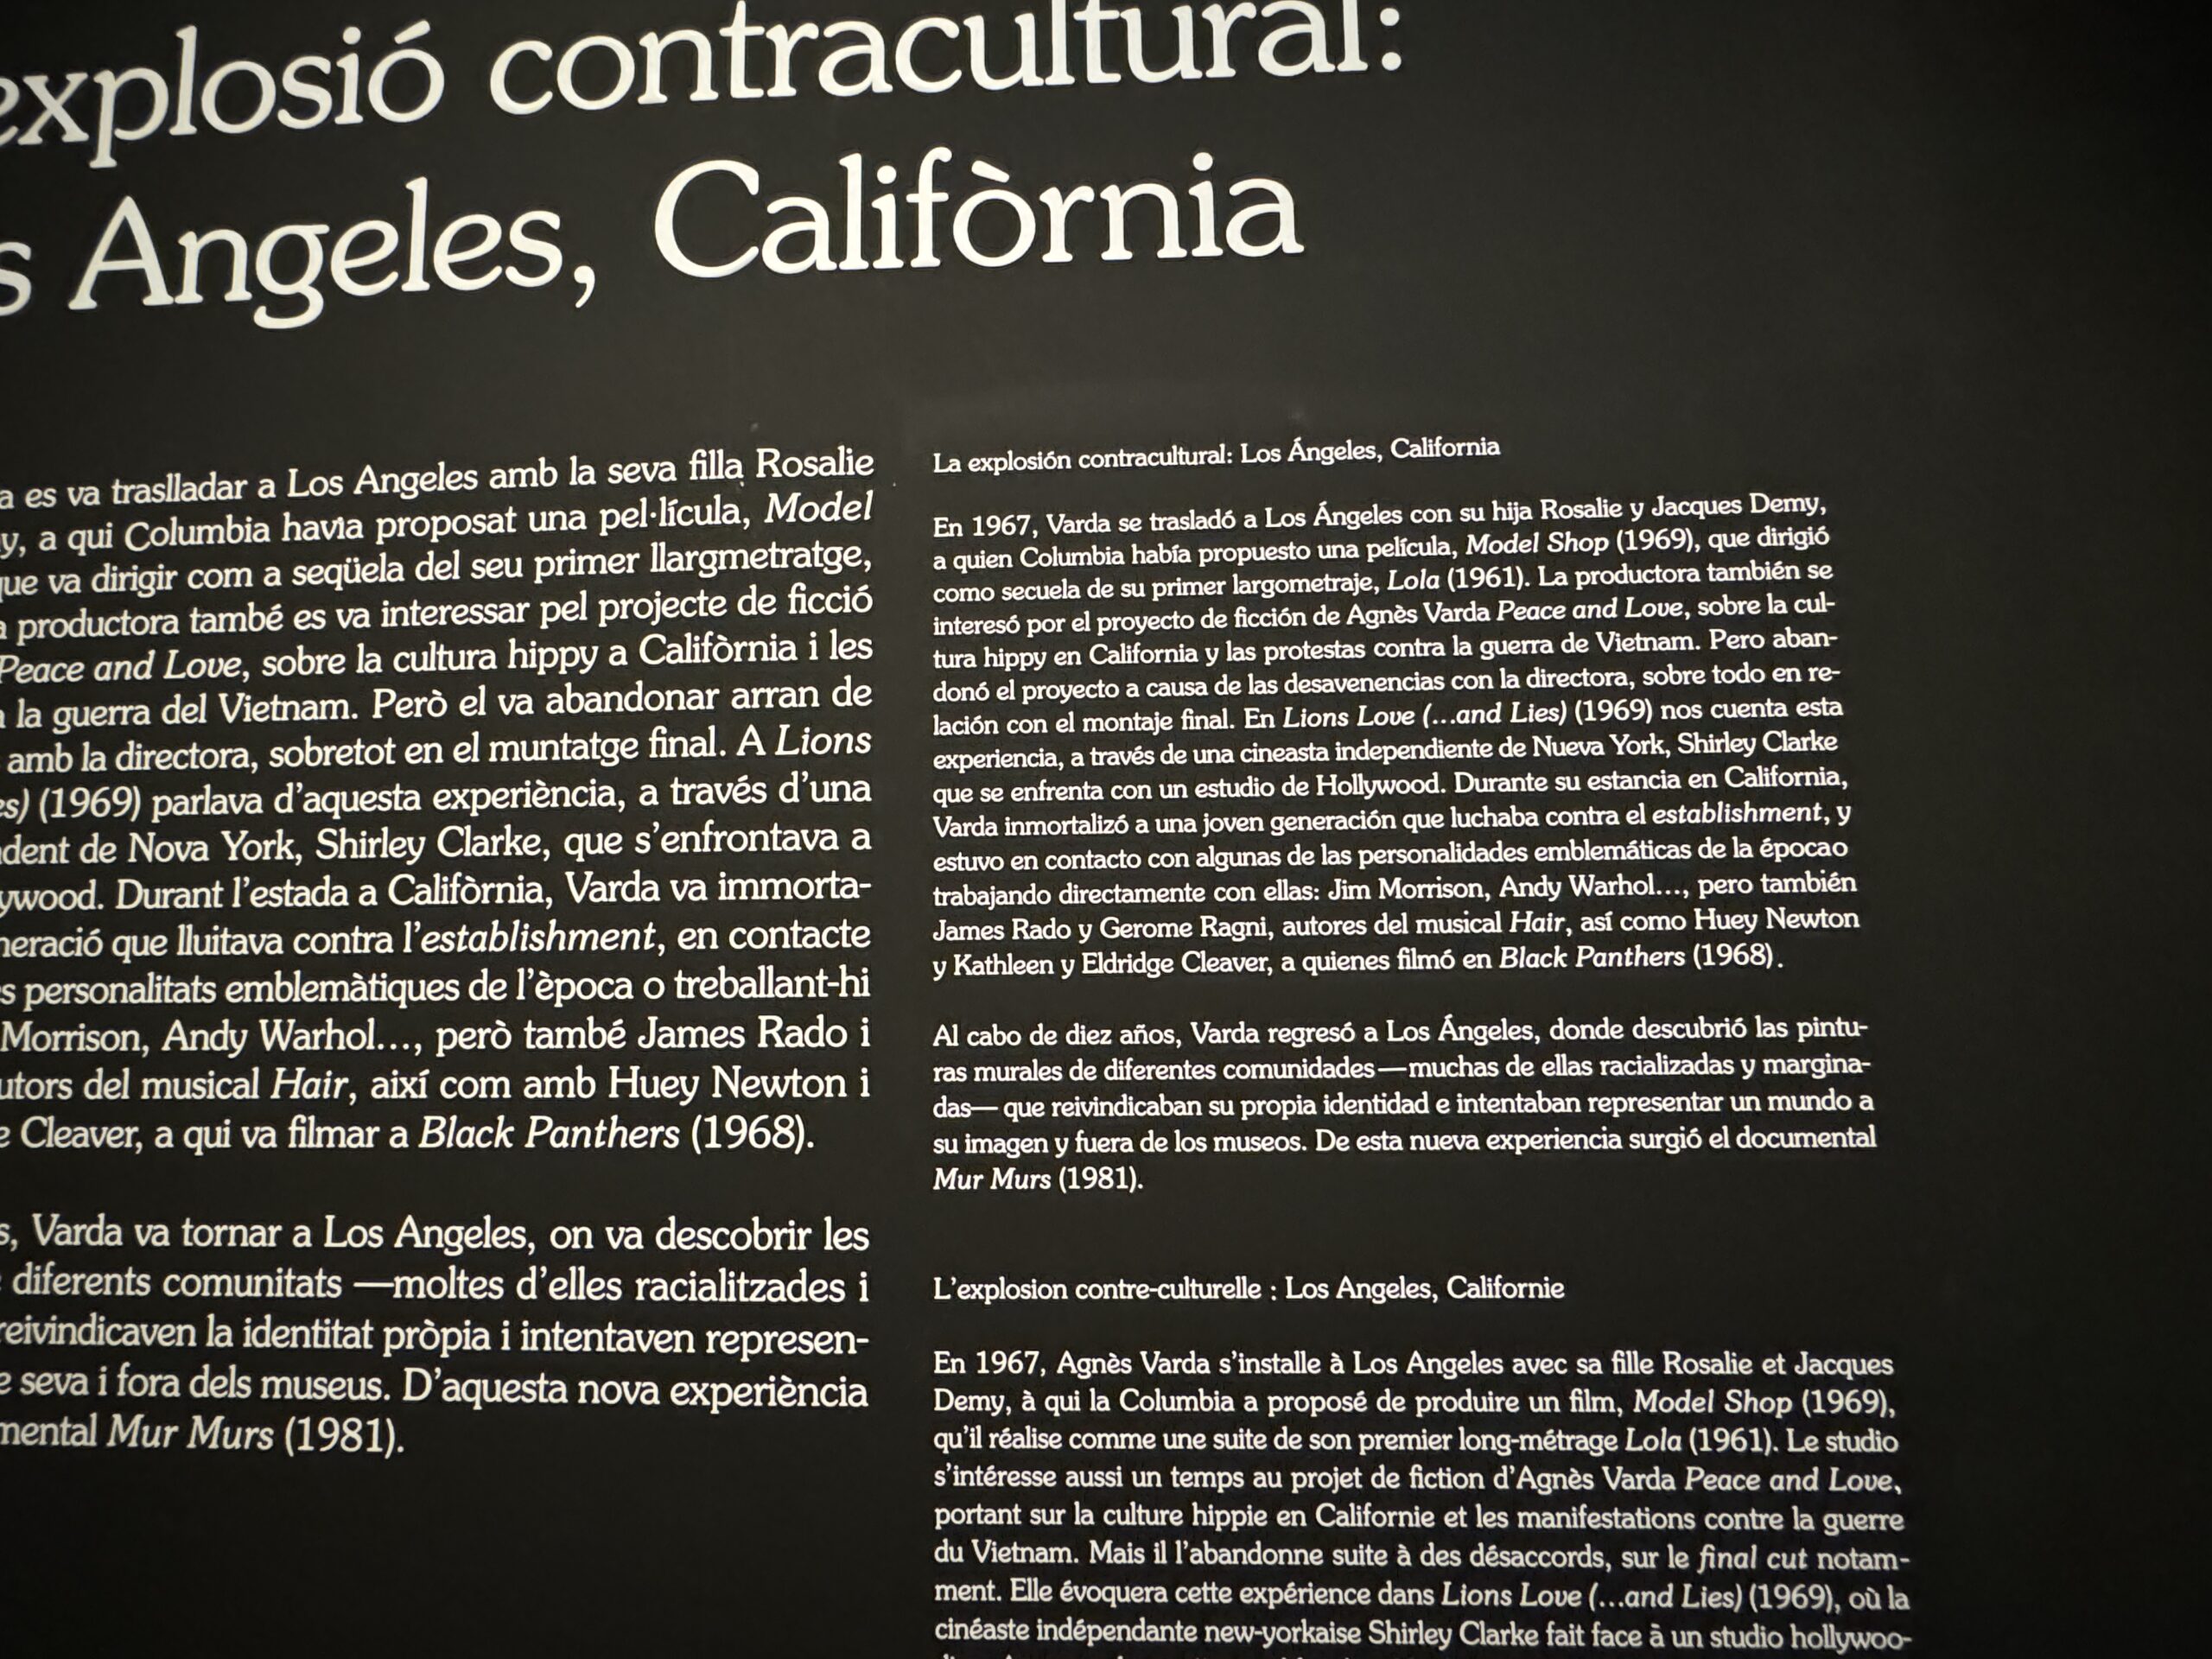 explosió contracultural:
s Angeles, Califòrnia
a es va traslladar a Los Angeles amb la seva filla Rosalie
y, a qui Columbia havia proposat una pel·lícula, Model
que va dirigir com a seqüela del seu primer llargmetratge,
a productora també es va interessar pel projecte de ficció
Peace and Love, sobre la cultura hippy a Califòrnia i les
a la guerra del Vietnam. Però el va abandonar arran de
amb la directora, sobretot en el muntatge final. A Lions
es) (1969) parlava d'aquesta experiència, a través d'una
dent de Nova York, Shirley Clarke, que s'enfrontava a
ywood. Durant l'estada a Califòrnia, Varda va immorta-
neració que lluitava contra l'establishment, en contacte
s personalitats emblemàtiques de l'època o treballant-hi
Morrison, Andy Warhol…, però també James Rado i
utors del musical Hair, així com amb Huey Newton i
e Cleaver, a qui va filmar a Black Panthers (1968).
s, Varda va tornar a Los Angeles, on va descobrir les
diferents comunitats —moltes d'elles racialitzades i
reivindicaven la identitat pròpia i intentaven represen-
e seva i fora dels museus. D'aquesta nova experiència
mental Mur Murs (1981).
La explosión contracultural: Los Ángeles, California
En 1967, Varda se trasladó a Los Ángeles con su hija Rosalie y Jacques Demy,
a quien Columbia había propuesto una película, Model Shop (1969), que dirigió
como secuela de su primer largometraje, Lola (1961). La productora también se
interesó por el proyecto de ficción de Agnès Varda Peace and Love, sobre la cul-
tura hippy en California y las protestas contra la guerra de Vietnam. Pero aban-
donó el proyecto a causa de las desavenencias con la directora, sobre todo en re-
lación con el montaje final. En Lions Love (…and Lies) (1969) nos cuenta esta
experiencia, a través de una cineasta independiente de Nueva York, Shirley Clarke
que se enfrenta con un estudio de Hollywood. Durante su estancia en California,
Varda inmortalizó a una joven generación que luchaba contra el establishment, y
estuvo en contacto con algunas de las personalidades emblemáticas de la épocao
trabajando directamente con ellas: Jim Morrison, Andy Warhol…, pero también
James Rado y Gerome Ragni, autores del musical Hair, así como Huey Newton
y Kathleen y Eldridge Cleaver, a quienes filmó en Black Panthers (1968).
Al cabo de diez años, Varda regresó a Los Ángeles, donde descubrió las pintu-
ras murales de diferentes comunidades—muchas de ellas racializadas y margina-
das— que reivindicaban su propia identidad e intentaban representar un mundo a
su imagen y fuera de los museos. De esta nueva experiencia surgió el documental
Mur Murs (1981).
L'explosion contre-culturelle : Los Angeles, Californie
En 1967, Agnès Varda s'installe à Los Angeles avec sa fille Rosalie et Jacques
Demy, à qui la Columbia a proposé de produire un film, Model Shop (1969),
qu'il réalise comme une suite de son premier long-métrage Lola (1961). Le studio
s'intéresse aussi un temps au projet de fiction d'Agnès Varda Peace and Love,
portant sur la culture hippie en Californie et les manifestations contre la guerre
du Vietnam. Mais il l'abandonne suite à des désaccords, sur le final cut notam-
ment. Elle évoquera cette expérience dans Lions Love (…and Lies) (1969), où la
cinéaste indépendante new-yorkaise Shirley Clarke fait face à un studio hollywoo-